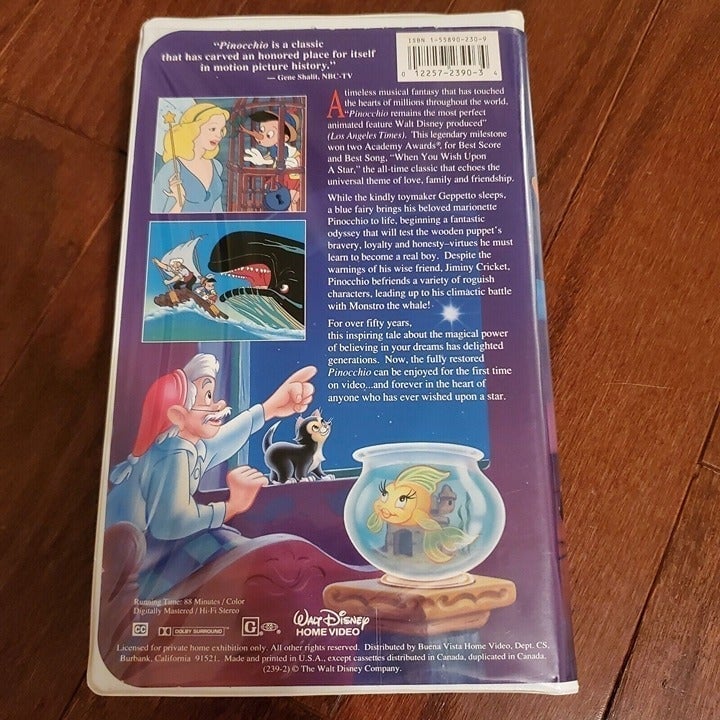 "Pinocchio is a classic
that has carved an honored place for itself
in motion picture history."
— Gene Shalit, NBC-TV
ISBN 1-55890-230-9
0 12257-2390-3 4
A timeless musical fantasy that has touched
the hearts of millions throughout the world,
"Pinocchio remains the most perfect
animated feature Walt Disney produced"
(Los Angeles Times). This legendary milestone
won two Academy Awards®, for Best Score
and Best Song, "When You Wish Upon
A Star," the all-time classic that echoes the
universal theme of love, family and friendship.
While the kindly toymaker Geppetto sleeps,
a blue fairy brings his beloved marionette
Pinocchio to life, beginning a fantastic
odyssey that will test the wooden puppet's
bravery, loyalty and honesty–virtues he must
learn to become a real boy. Despite the
warnings of his wise friend, Jiminy Cricket,
Pinocchio befriends a variety of roguish
characters, leading up to his climactic battle
with Monstro the whale!
For over fifty years,
this inspiring tale about the magical power
of believing in your dreams has delighted
generations. Now, the fully restored
Pinocchio can be enjoyed for the first time
on video...and forever in the heart of
anyone who has ever wished upon a star.
Running Time: 88 Minutes / Color
Digitally Mastered / Hi-Fi Stereo
CC DOLBY SURROUND G
Walt Disney
HOME VIDEO
Licensed for private home exhibition only. All other rights reserved. Distributed by Buena Vista Home Video, Dept. CS,
Burbank, California 91521. Made and printed in U.S.A., except cassettes distributed in Canada, duplicated in Canada.
(239-2) © The Walt Disney Company.